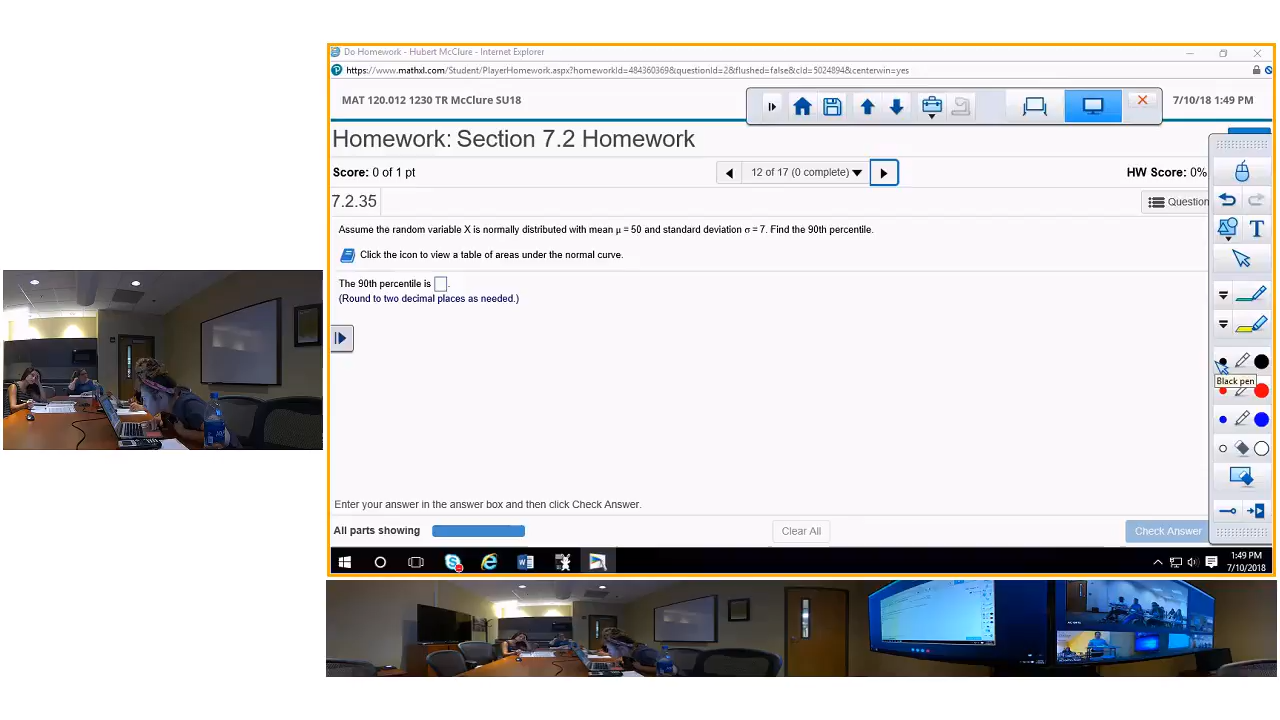 Do Homework - Hubert McClure - Internet Explorer
https://www.mathxl.com/Student/PlayerHomework.aspx?homeworkId=484360369&questionId=2&flushed=false&cId=5024894&centerwin=yes
MAT 120.012 1230 TR McClure SU18
7/10/18 1:49 PM
Homework: Section 7.2 Homework
Score: 0 of 1 pt
12 of 17 (0 complete)
HW Score: 0%
7.2.35
Question
T
Assume the random variable X is normally distributed with mean μ = 50 and standard deviation σ = 7. Find the 90th percentile.
Click the icon to view a table of areas under the normal curve.
The 90th percentile is .
(Round to two decimal places as needed.)
Black pen
Enter your answer in the answer box and then click Check Answer.
All parts showing
Clear All
Check Answer
1:49 PM
7/10/2018